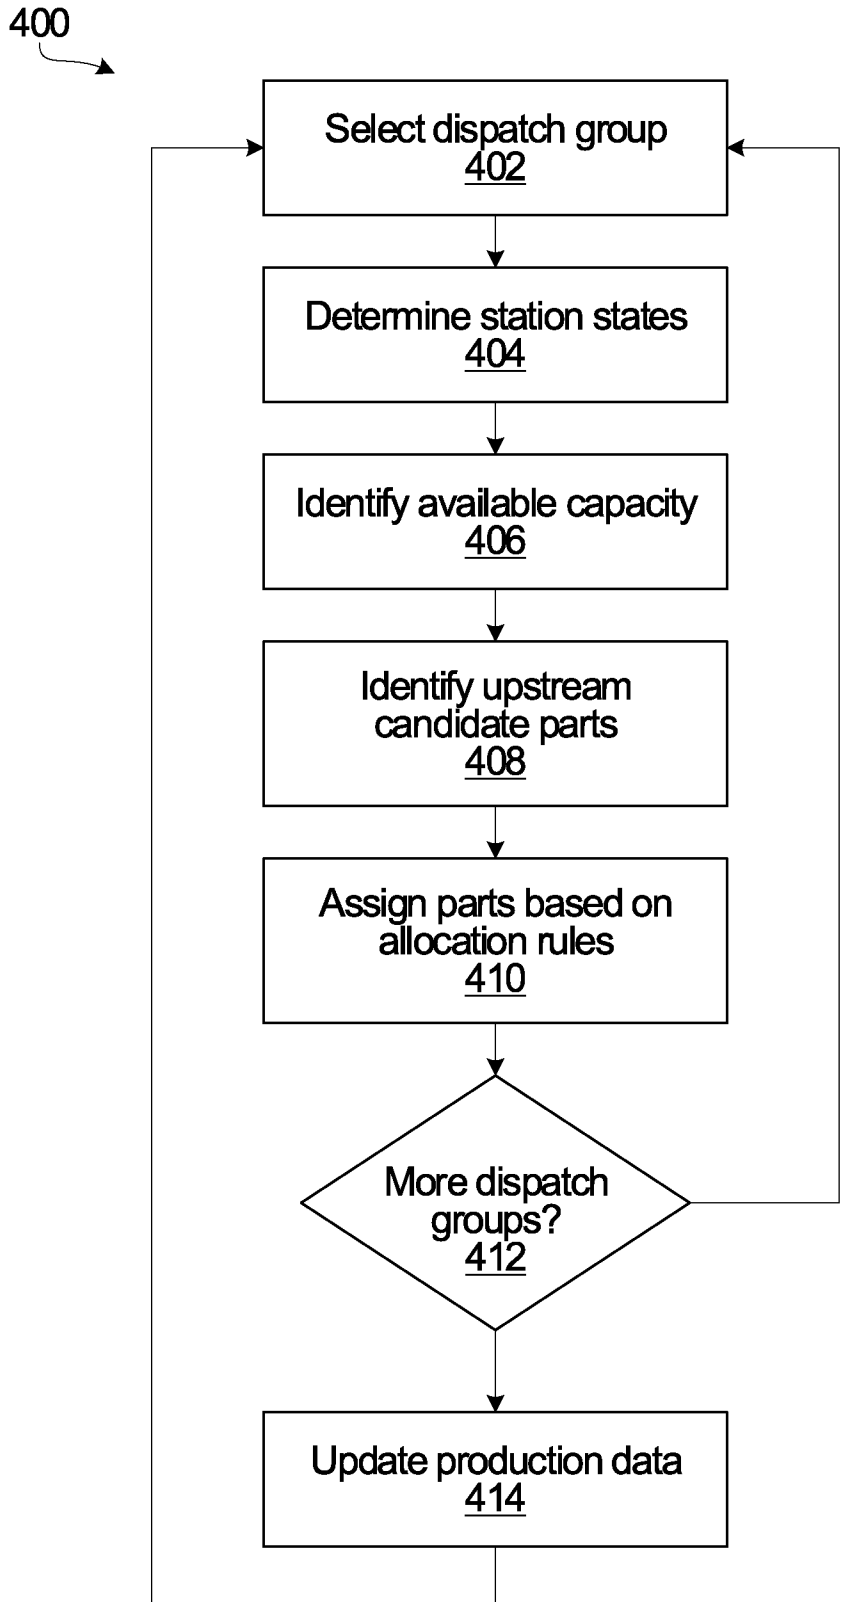 400
Select dispatch group
402
Determine station states
404
Identify available capacity
406
Identify upstream
candidate parts
408
Assign parts based on
allocation rules
410
More dispatch
groups?
412
Update production data
414